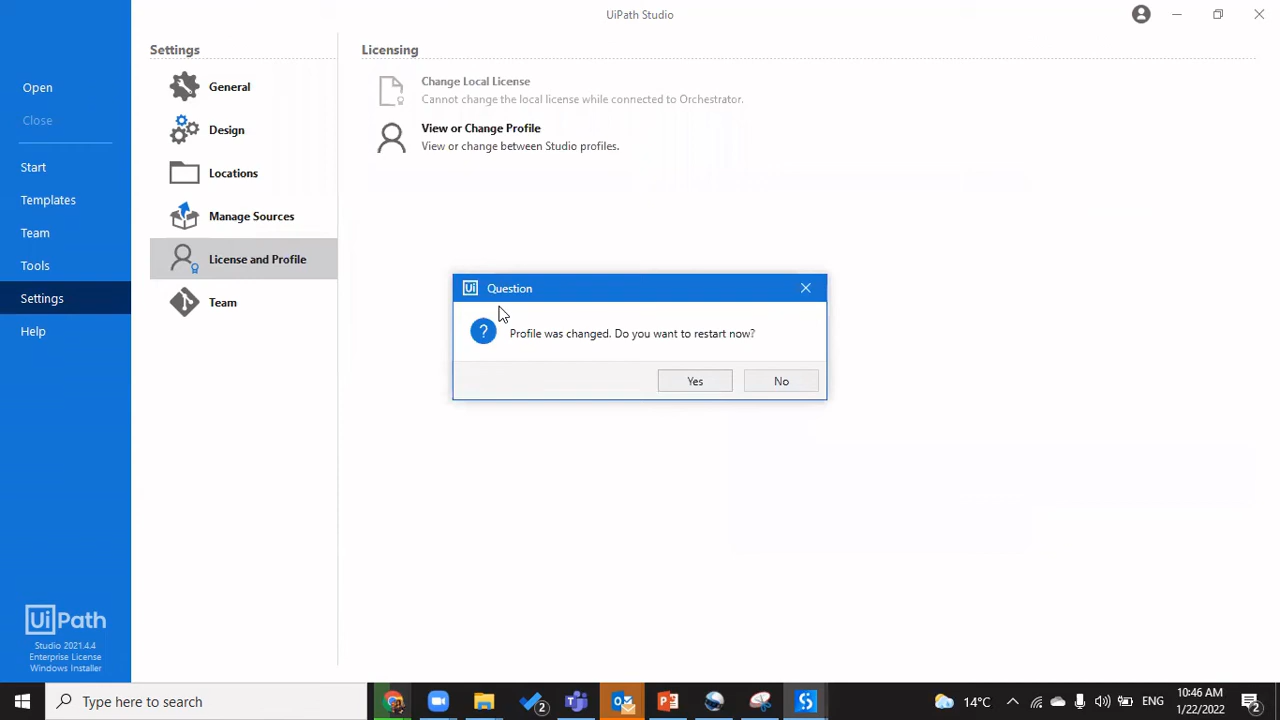 UiPath Studio
Open
Close
Start
Templates
Team
Tools
Settings
Help
UiPath
Studio 2021.4.4
Enterprise License
Windows Installer
Settings
General
Design
Locations
Manage Sources
License and Profile
Team
Licensing
Change Local License
Cannot change the local license while connected to Orchestrator.
View or Change Profile
View or change between Studio profiles.
Ui Question
? Profile was changed. Do you want to restart now?
Yes No
Type here to search
2
14°C
ENG
10:46 AM
1/22/2022
2